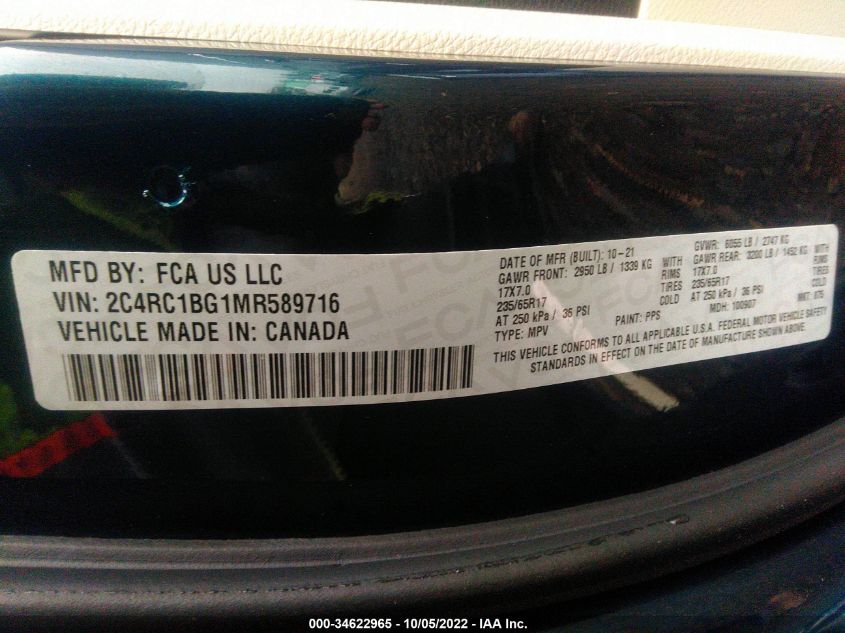 MFD BY: FCA US LLC
VIN: 2C4RC1BG1MR589716
VEHICLE MADE IN: CANADA
DATE OF MFR (BUILT): 10-21 GVWR: 6055 LB / 2747 KG
GAWR FRONT: 2950 LB / 1339 KG WITH GAWR REAR: 3200 LB / 1452 KG WITH
17X7.0 RIMS 17X7.0 RIMS
235/65R17 TIRES 235/65R17 TIRES
AT 250 kPa / 36 PSI COLD AT 250 kPa / 36 PSI COLD
TYPE: MPV PAINT: PPS MDH: 100907 MKT:
THIS VEHICLE CONFORMS TO ALL APPLICABLE U.S.A. FEDERAL MOTOR VEHICLE SAFETY
STANDARDS IN EFFECT ON THE DATE OF MANUFACTURE SHOWN ABOVE.
000-34622965 - 10/05/2022 - IAA Inc.